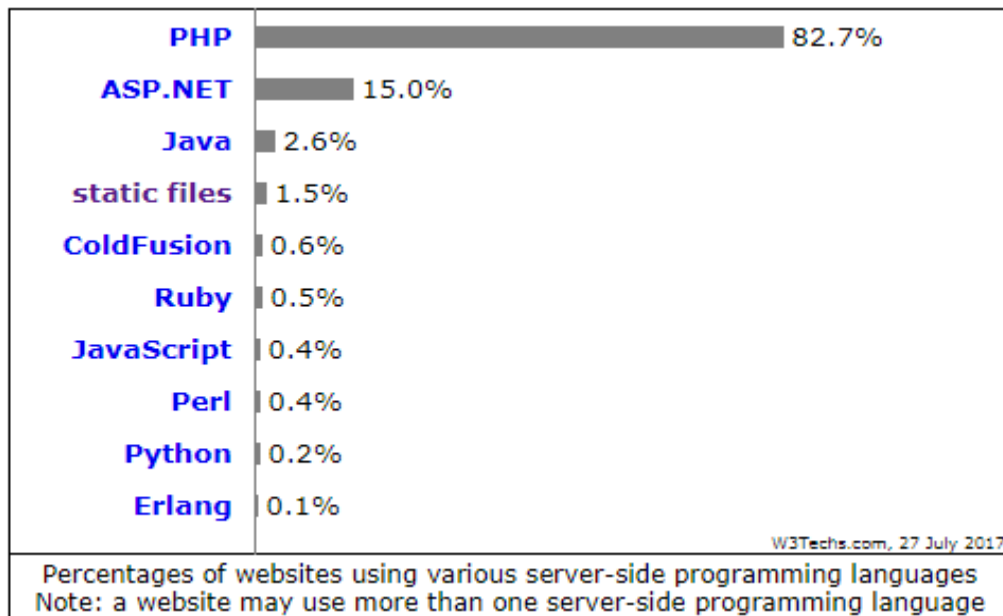 PHP 82.7%
ASP.NET 15.0%
Java 2.6%
static files 1.5%
ColdFusion 0.6%
Ruby 0.5%
JavaScript 0.4%
Perl 0.4%
Python 0.2%
Erlang 0.1%
W3Techs.com, 27 July 2017
Percentages of websites using various server-side programming languages
Note: a website may use more than one server-side programming language